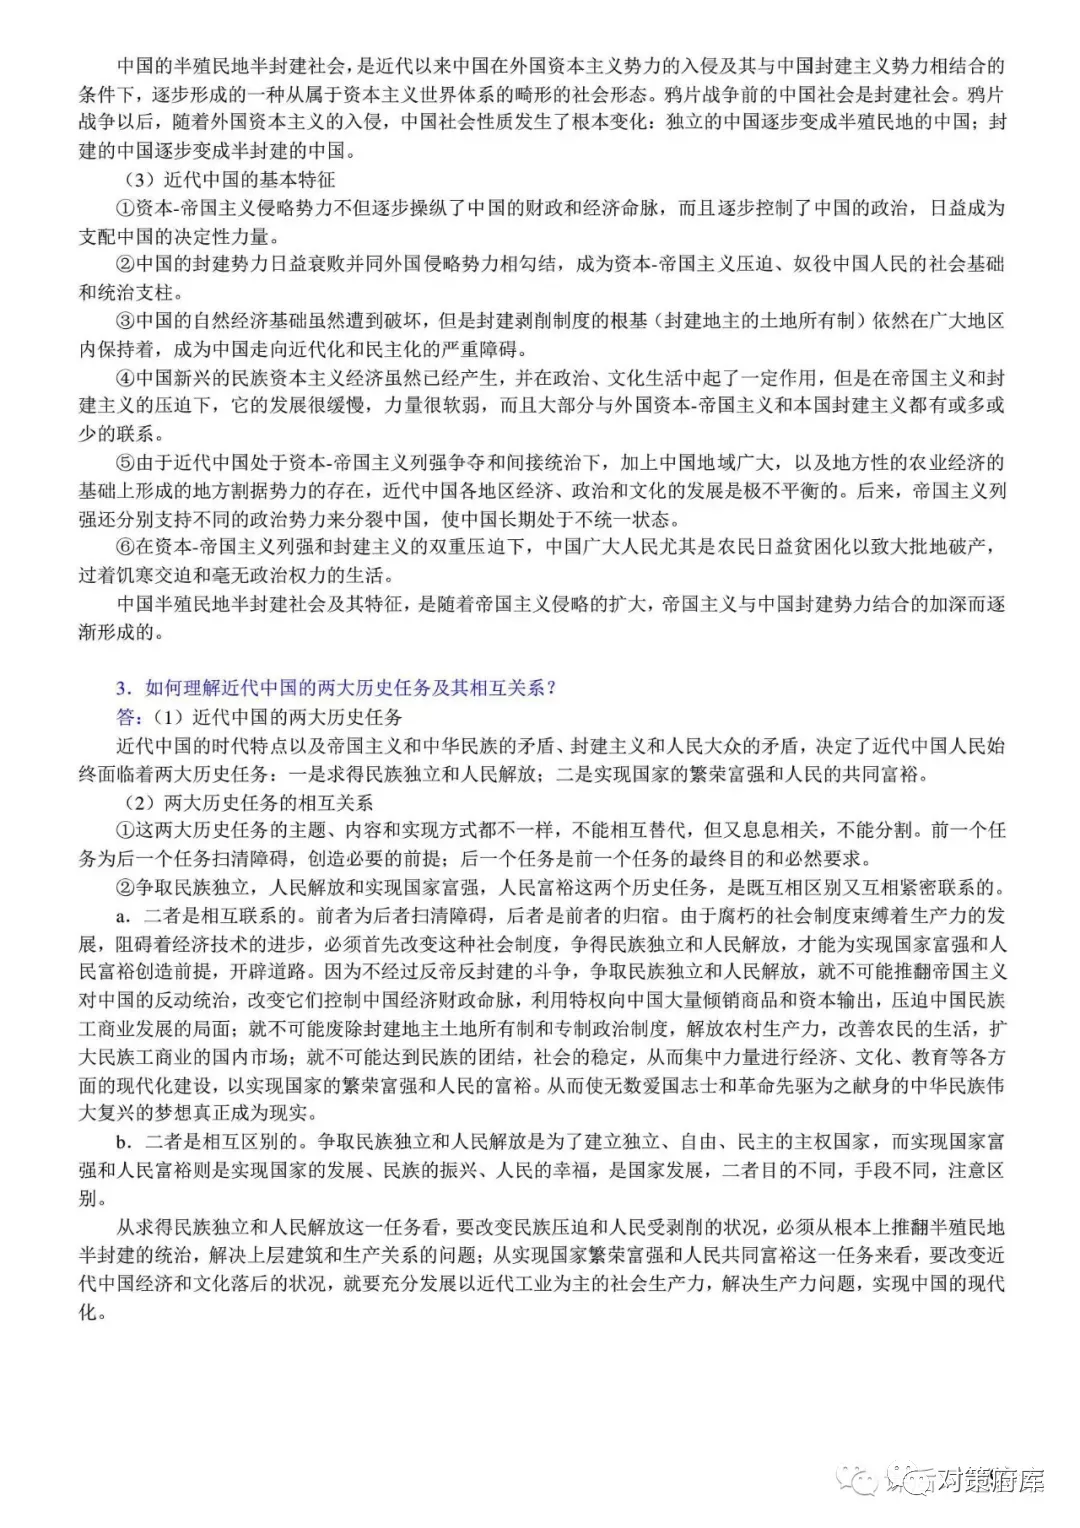 中国的半殖民地半封建社会，是近代以来中国在外国资本主义势力的入侵及其与中国封建主义势力相结合的
条件下，逐步形成的一种从属于资本主义世界体系的畸形的社会形态。鸦片战争前的中国社会是封建社会。鸦片
战争以后，随着外国资本主义的入侵，中国社会性质发生了根本变化：独立的中国逐步变成半殖民地的中国；封
建的中国逐步变成半封建的中国。
（3）近代中国的基本特征
①资本-帝国主义侵略势力不但逐步操纵了中国的财政和经济命脉，而且逐步控制了中国的政治，日益成为
支配中国的决定性力量。
②中国的封建势力日益衰败并同外国侵略势力相勾结，成为资本-帝国主义压迫、奴役中国人民的社会基础
和统治支柱。
③中国的自然经济基础虽然遭到破坏，但是封建剥削制度的根基（封建地主的土地所有制）依然在广大地区
内保持着，成为中国走向近代化和民主化的严重障碍。
④中国新兴的民族资本主义经济虽然已经产生，并在政治、文化生活中起了一定作用，但是在帝国主义和封
建主义的压迫下，它的发展很缓慢，力量很软弱，而且大部分与外国资本-帝国主义和本国封建主义都有或多或
少的联系。
⑤由于近代中国处于资本-帝国主义列强争夺和间接统治下，加上中国地域广大，以及地方性的农业经济的
基础上形成的地方割据势力的存在，近代中国各地区经济、政治和文化的发展是极不平衡的。后来，帝国主义列
强还分别支持不同的政治势力来分裂中国，使中国长期处于不统一状态。
⑥在资本-帝国主义列强和封建主义的双重压迫下，中国广大人民尤其是农民日益贫困化以致大批地破产，
过着饥寒交迫和毫无政治权力的生活。
中国半殖民地半封建社会及其特征，是随着帝国主义侵略的扩大，帝国主义与中国封建势力结合的加深而逐
渐形成的。
3．如何理解近代中国的两大历史任务及其相互关系？
答：（1）近代中国的两大历史任务
近代中国的时代特点以及帝国主义和中华民族的矛盾、封建主义和人民大众的矛盾，决定了近代中国人民始
终面临着两大历史任务：一是求得民族独立和人民解放；二是实现国家的繁荣富强和人民的共同富裕。
（2）两大历史任务的相互关系
①这两大历史任务的主题、内容和实现方式都不一样，不能相互替代，但又息息相关，不能分割。前一个任
务为后一个任务扫清障碍，创造必要的前提；后一个任务是前一个任务的最终目的和必然要求。
②争取民族独立，人民解放和实现国家富强，人民富裕这两个历史任务，是既互相区别又互相紧密联系的。
a．二者是相互联系的。前者为后者扫清障碍，后者是前者的归宿。由于腐朽的社会制度束缚着生产力的发
展，阻碍着经济技术的进步，必须首先改变这种社会制度，争得民族独立和人民解放，才能为实现国家富强和人
民富裕创造前提，开辟道路。因为不经过反帝反封建的斗争，争取民族独立和人民解放，就不可能推翻帝国主义
对中国的反动统治，改变它们控制中国经济财政命脉，利用特权向中国大量倾销商品和资本输出，压迫中国民族
工商业发展的局面；就不可能废除封建地主土地所有制和专制政治制度，解放农村生产力，改善农民的生活，扩
大民族工商业的国内市场；就不可能达到民族的团结，社会的稳定，从而集中力量进行经济、文化、教育等各方
面的现代化建设，以实现国家的繁荣富强和人民的富裕。从而使无数爱国志士和革命先驱为之献身的中华民族伟
大复兴的梦想真正成为现实。
b．二者是相互区别的。争取民族独立和人民解放是为了建立独立、自由、民主的主权国家，而实现国家富
强和人民富裕则是实现国家的发展、民族的振兴、人民的幸福，是国家发展，二者目的不同，手段不同，注意区
别。
从求得民族独立和人民解放这一任务看，要改变民族压迫和人民受剥削的状况，必须从根本上推翻半殖民地
半封建的统治，解决上层建筑和生产关系的问题；从实现国家繁荣富强和人民共同富裕这一任务来看，要改变近
代中国经济和文化落后的状况，就要充分发展以近代工业为主的社会生产力，解决生产力问题，实现中国的现代
化。
对策府库